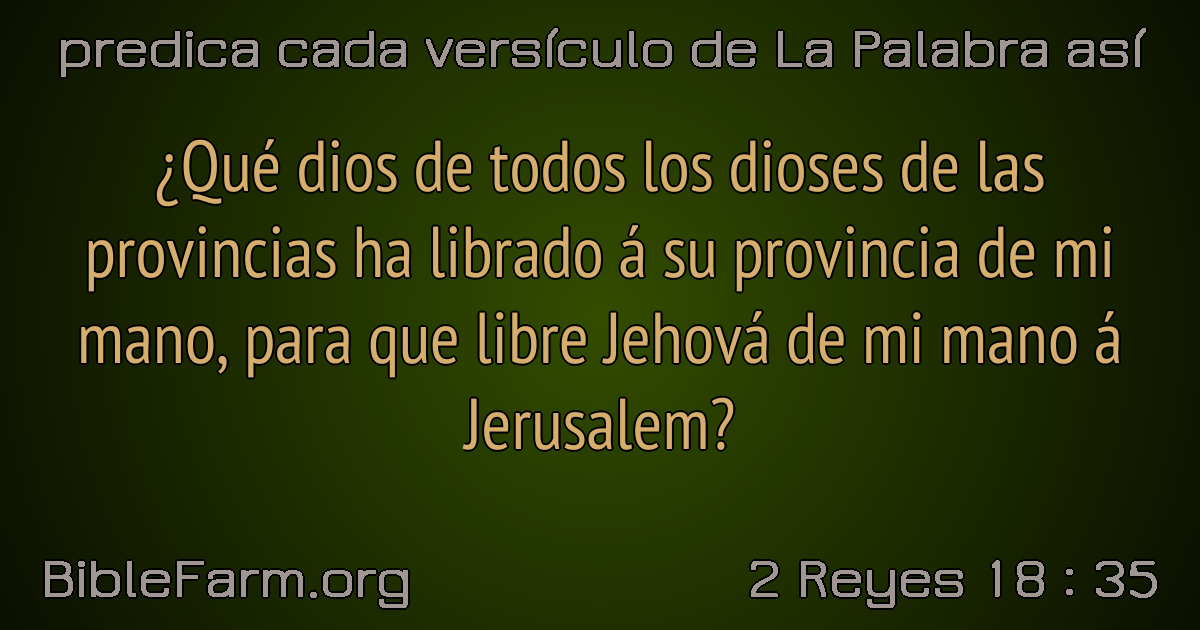 predica cada versículo de La Palabra así
¿Qué dios de todos los dioses de las
provincias ha librado á su provincia de mi
mano, para que libre Jehová de mi mano á
Jerusalem?
BibleFarm.org
2 Reyes 18 : 35